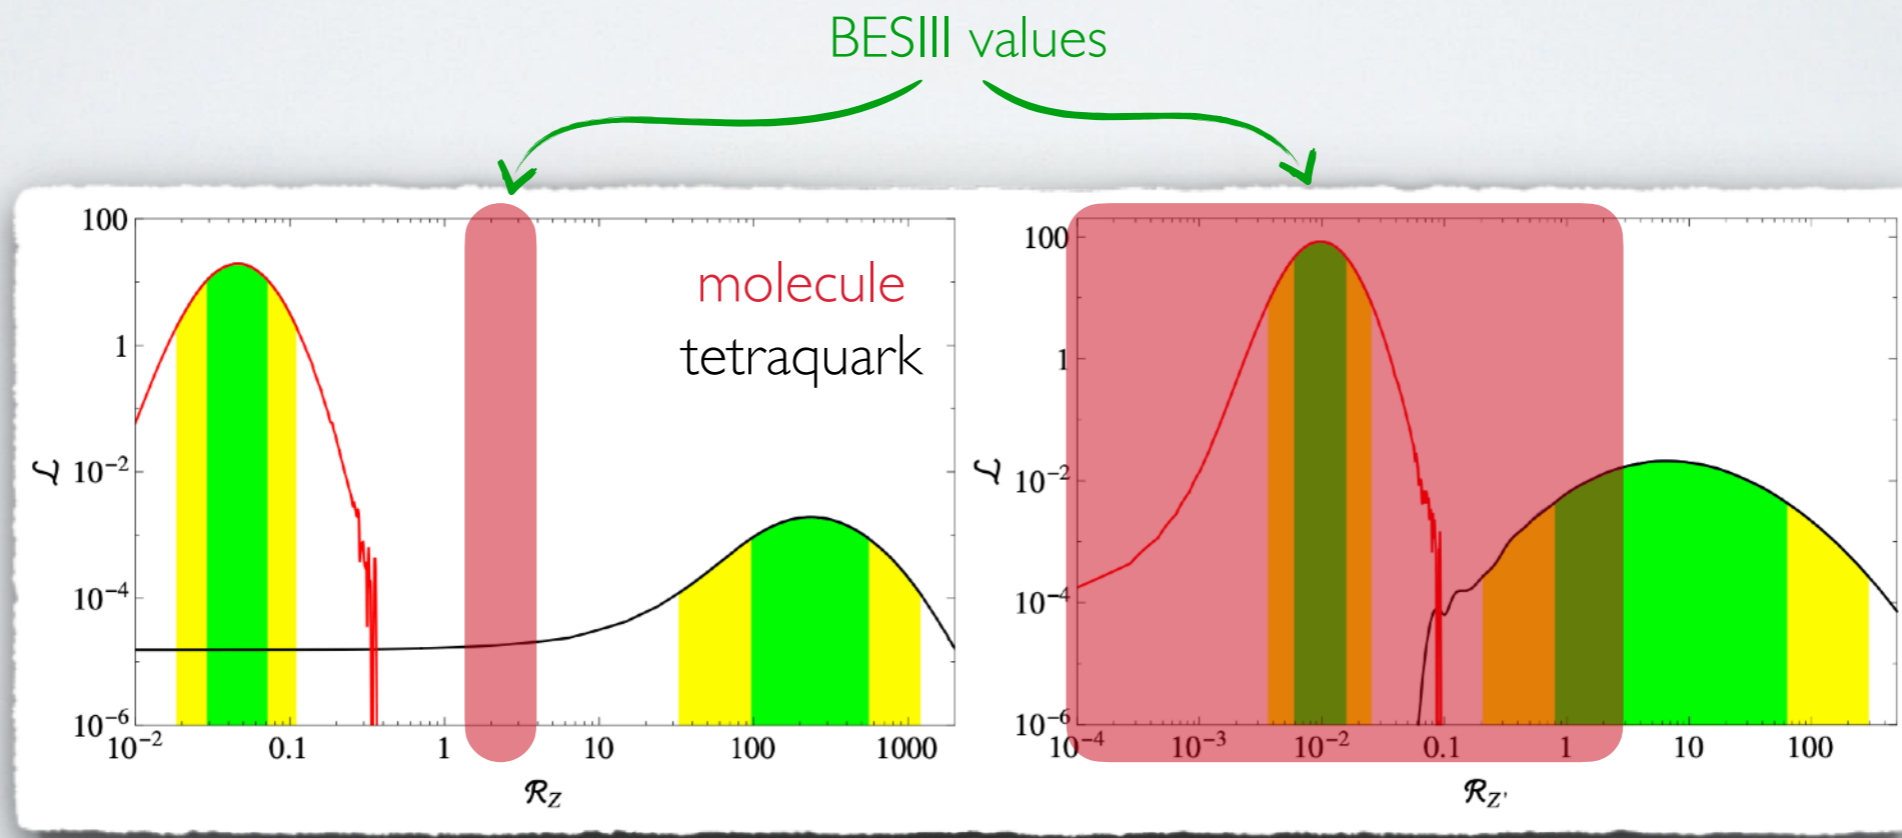 BESIII values
molecule
tetraquark
100
1
10⁻²
10⁻⁴
10⁻⁶
ℒ
10⁻² 0.1 1 10 100 1000
ℛ_Z
100
1
10⁻²
10⁻⁴
10⁻⁶
ℒ
10⁻⁴ 10⁻³ 10⁻² 0.1 1 10 100
ℛ_Z'